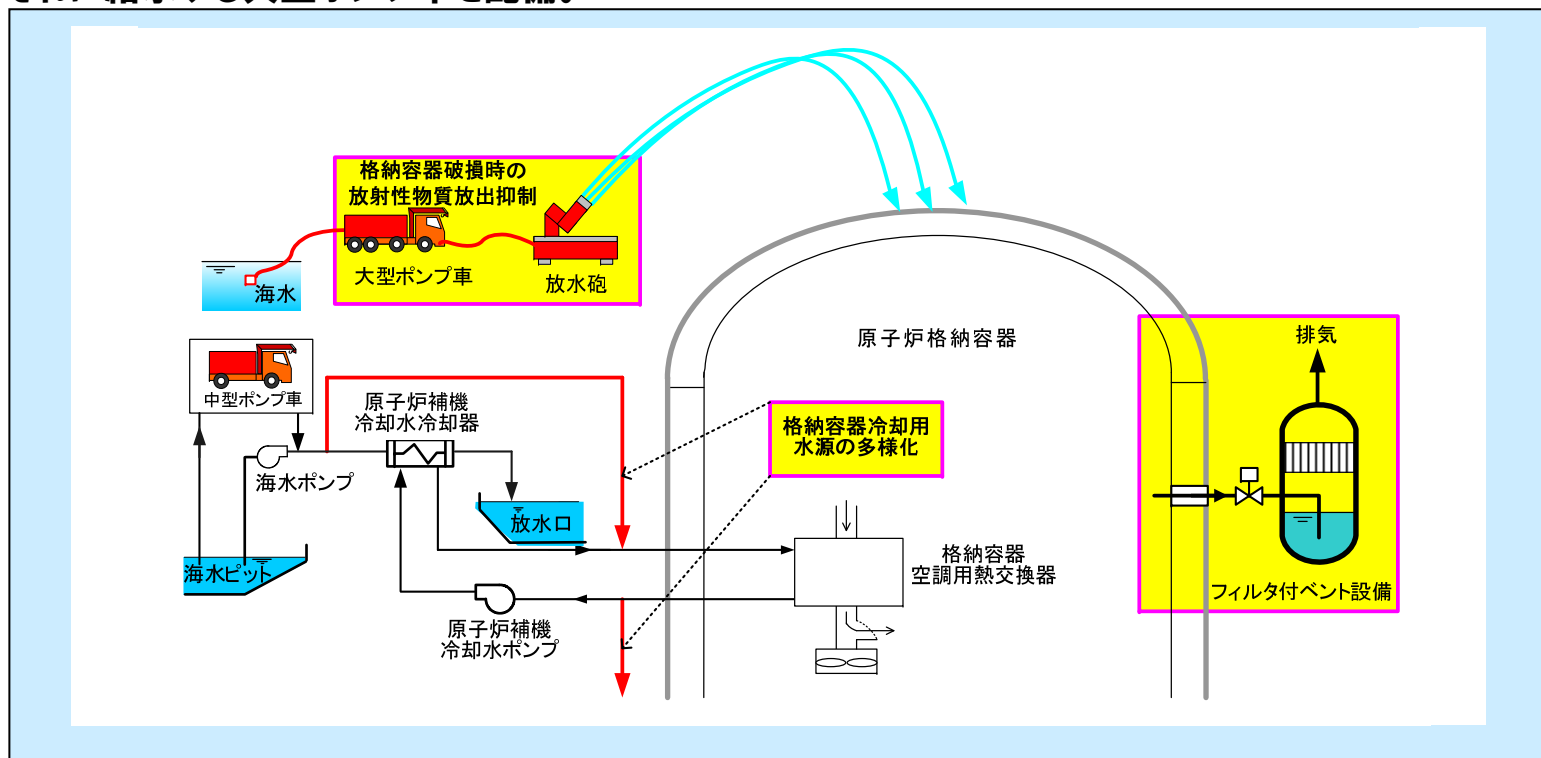 格納容器破損時の
放射性物質放出抑制
大型ポンプ車
放水砲
海水
中型ポンプ車
原子炉補機
冷却水冷却器
海水ポンプ
放水口
海水ピット
原子炉補機
冷却水ポンプ
格納容器冷却用
水源の多様化
原子炉格納容器
格納容器
空調用熱交換器
排気
フィルタ付ベント設備